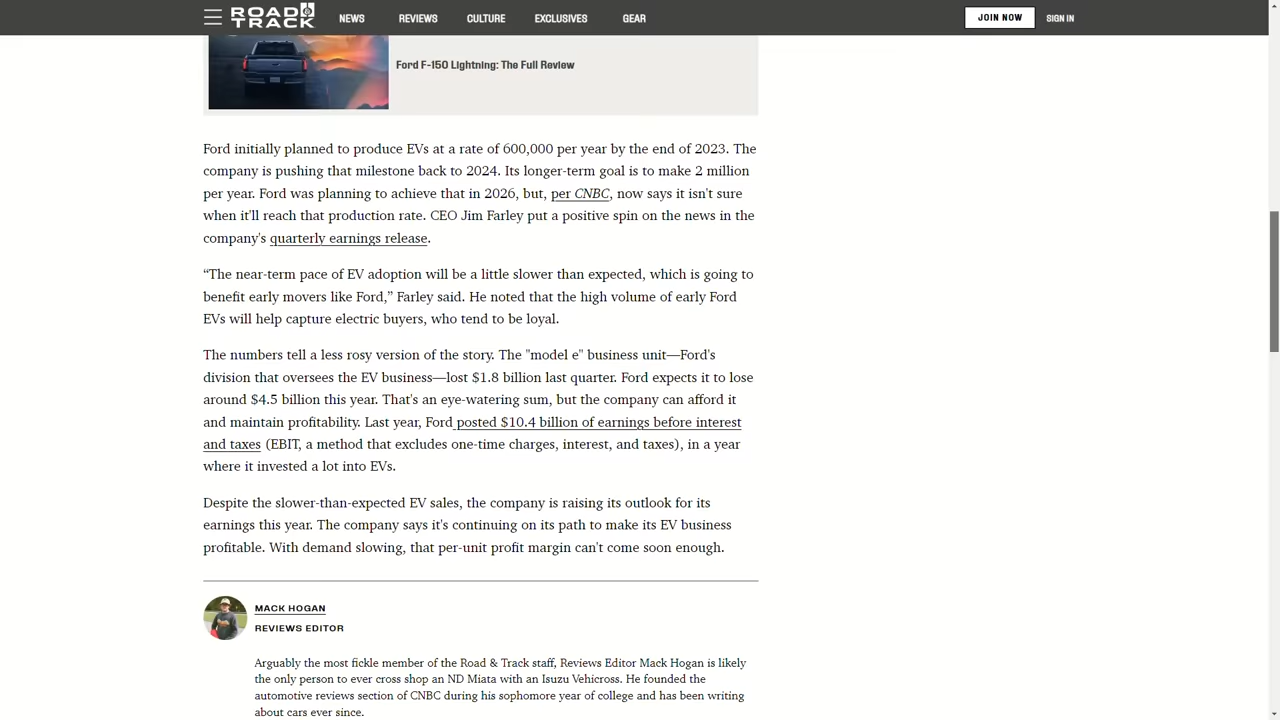 ROAD & TRACK
NEWS
REVIEWS
CULTURE
EXCLUSIVES
GEAR
JOIN NOW
SIGN IN
Ford F-150 Lightning: The Full Review
Ford initially planned to produce EVs at a rate of 600,000 per year by the end of 2023. The
company is pushing that milestone back to 2024. Its longer-term goal is to make 2 million
per year. Ford was planning to achieve that in 2026, but, per CNBC, now says it isn't sure
when it'll reach that production rate. CEO Jim Farley put a positive spin on the news in the
company's quarterly earnings release.
“The near-term pace of EV adoption will be a little slower than expected, which is going to
benefit early movers like Ford,” Farley said. He noted that the high volume of early Ford
EVs will help capture electric buyers, who tend to be loyal.
The numbers tell a less rosy version of the story. The "model e" business unit—Ford's
division that oversees the EV business—lost $1.8 billion last quarter. Ford expects it to lose
around $4.5 billion this year. That's an eye-watering sum, but the company can afford it
and maintain profitability. Last year, Ford posted $10.4 billion of earnings before interest
and taxes (EBIT, a method that excludes one-time charges, interest, and taxes), in a year
where it invested a lot into EVs.
Despite the slower-than-expected EV sales, the company is raising its outlook for its
earnings this year. The company says it's continuing on its path to make its EV business
profitable. With demand slowing, that per-unit profit margin can't come soon enough.
MACK HOGAN
REVIEWS EDITOR
Arguably the most fickle member of the Road & Track staff, Reviews Editor Mack Hogan is likely
the only person to ever cross shop an ND Miata with an Isuzu Vehicross. He founded the
automotive reviews section of CNBC during his sophomore year of college and has been writing
about cars ever since.